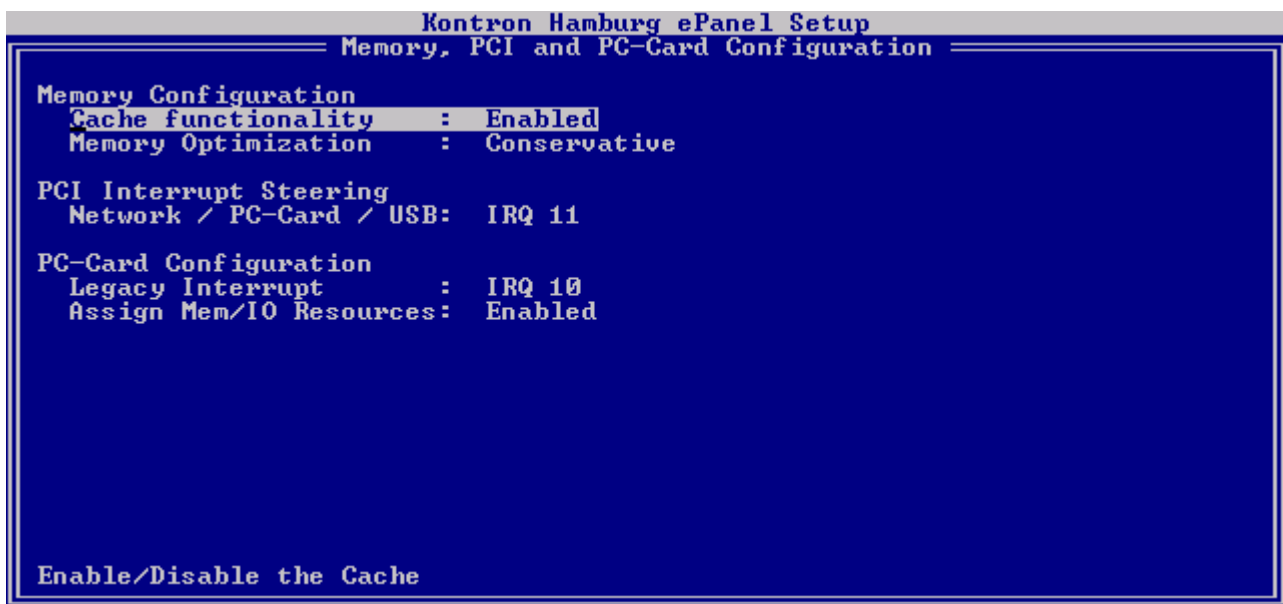 Kontron Hamburg ePanel Setup
Memory, PCI and PC-Card Configuration
Memory Configuration
Cache functionality : Enabled
Memory Optimization : Conservative
PCI Interrupt Steering
Network / PC-Card / USB: IRQ 11
PC-Card Configuration
Legacy Interrupt : IRQ 10
Assign Mem/IO Resources: Enabled
Enable/Disable the Cache